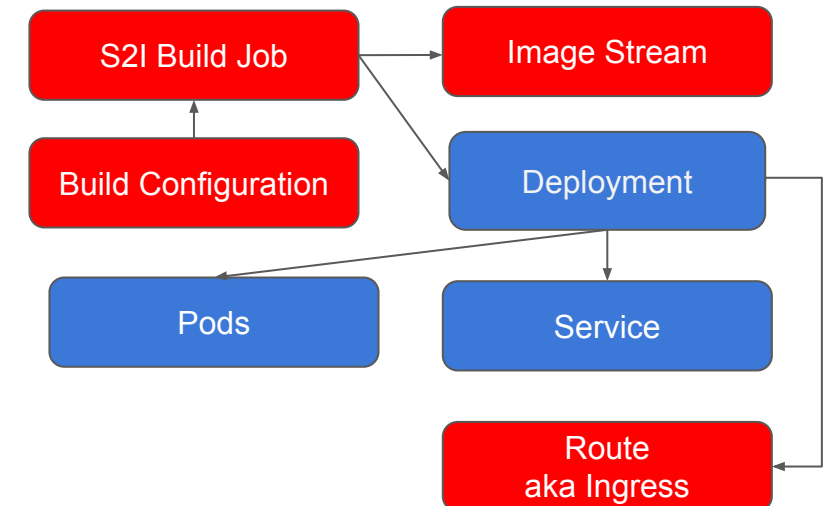 S2I Build Job
Image Stream
Build Configuration
Deployment
Pods
Service
Route
aka Ingress